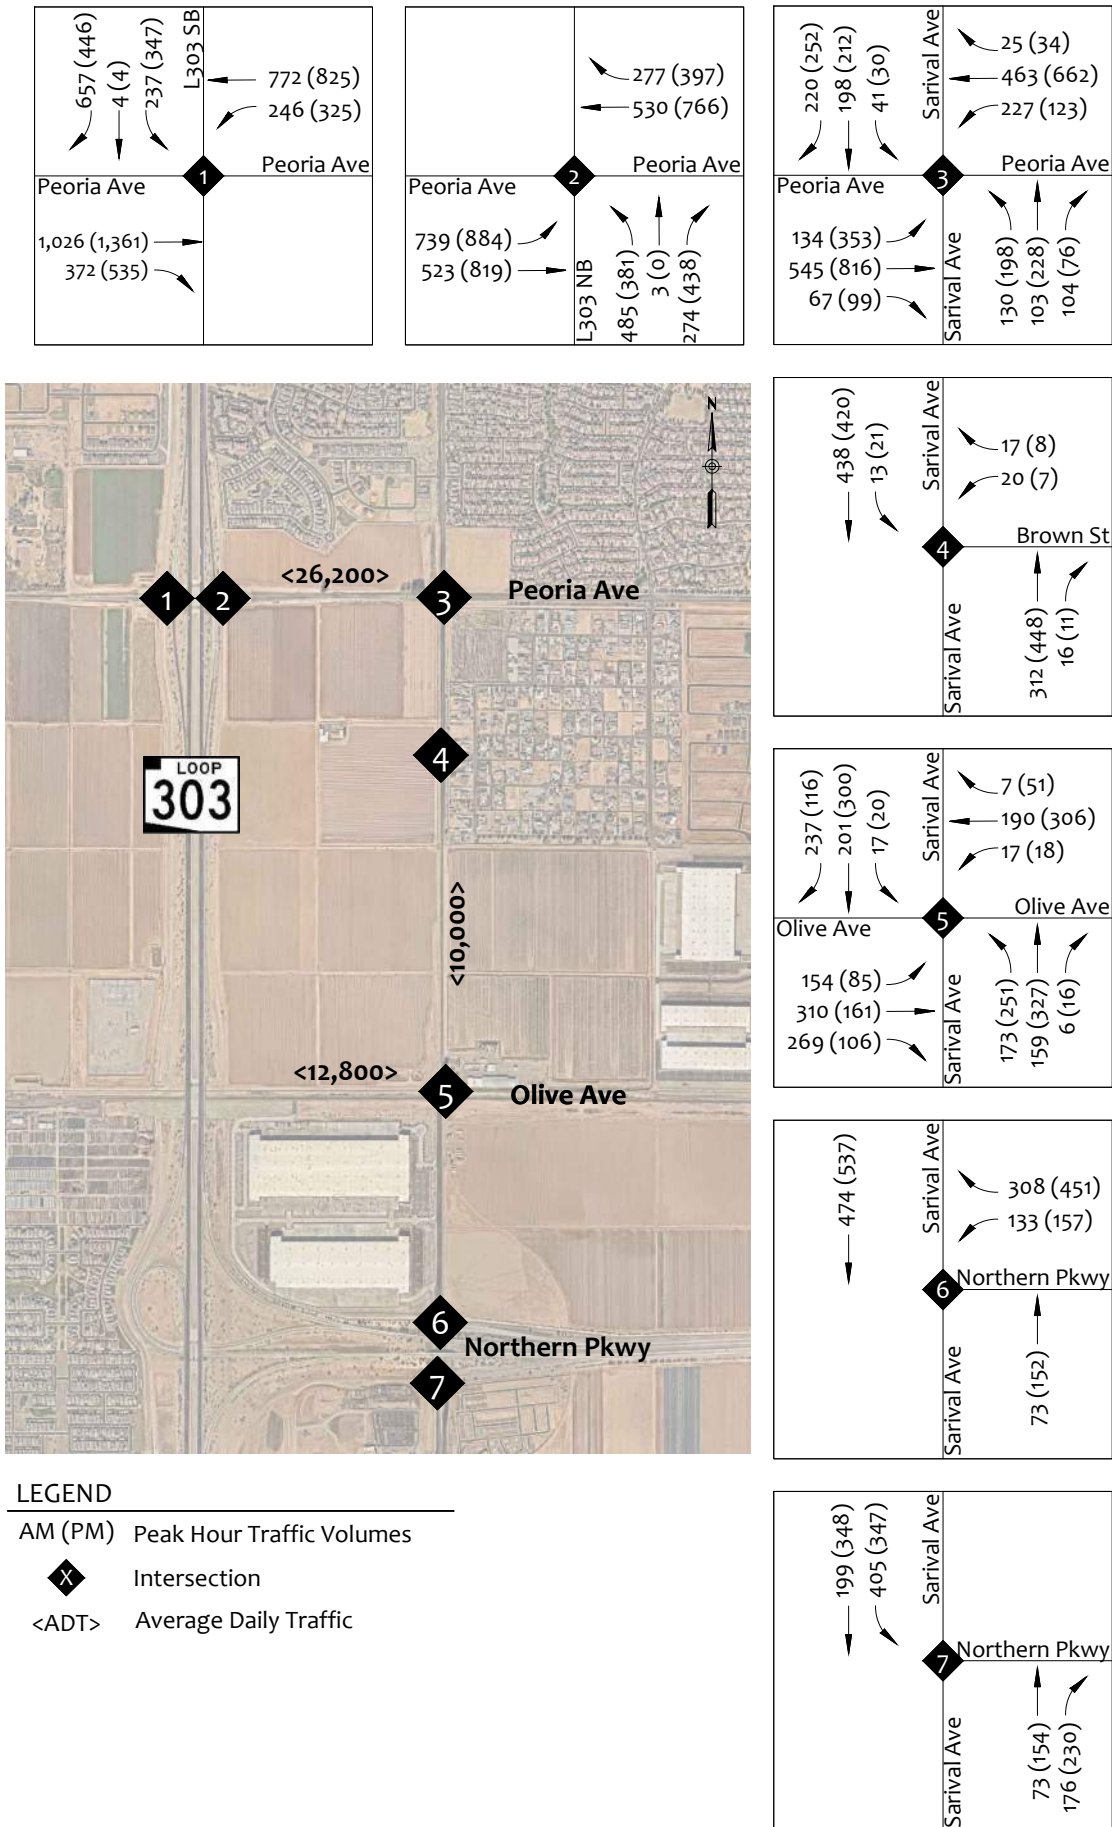 657 (446)
4 (4)
237 (347)
L303 SB
772 (825)
246 (325)
Peoria Ave
1
Peoria Ave
1,026 (1,361)
372 (535)
277 (397)
530 (766)
Peoria Ave
2
Peoria Ave
739 (884)
523 (819)
L303 NB
485 (381)
3 (0)
274 (438)
220 (252)
198 (212)
41 (30)
Sarival Ave
25 (34)
463 (662)
227 (123)
Peoria Ave
3
Peoria Ave
134 (353)
545 (816)
67 (99)
Sarival Ave
130 (198)
103 (228)
104 (76)
N
<26,200>
1
2
3
Peoria Ave
4
LOOP
303
<10,000>
<12,800>
5
Olive Ave
6
Northern Pkwy
7
438 (420)
13 (21)
Sarival Ave
17 (8)
20 (7)
Brown St
4
Sarival Ave
312 (448)
16 (11)
237 (116)
201 (300)
17 (20)
Sarival Ave
7 (51)
190 (306)
17 (18)
Olive Ave
5
Olive Ave
154 (85)
310 (161)
269 (106)
Sarival Ave
173 (251)
159 (327)
6 (16)
474 (537)
Sarival Ave
308 (451)
133 (157)
Northern Pkwy
6
Sarival Ave
73 (152)
199 (348)
405 (347)
Sarival Ave
Northern Pkwy
7
Sarival Ave
73 (154)
176 (230)
LEGEND
AM (PM) Peak Hour Traffic Volumes
X Intersection
<ADT> Average Daily Traffic